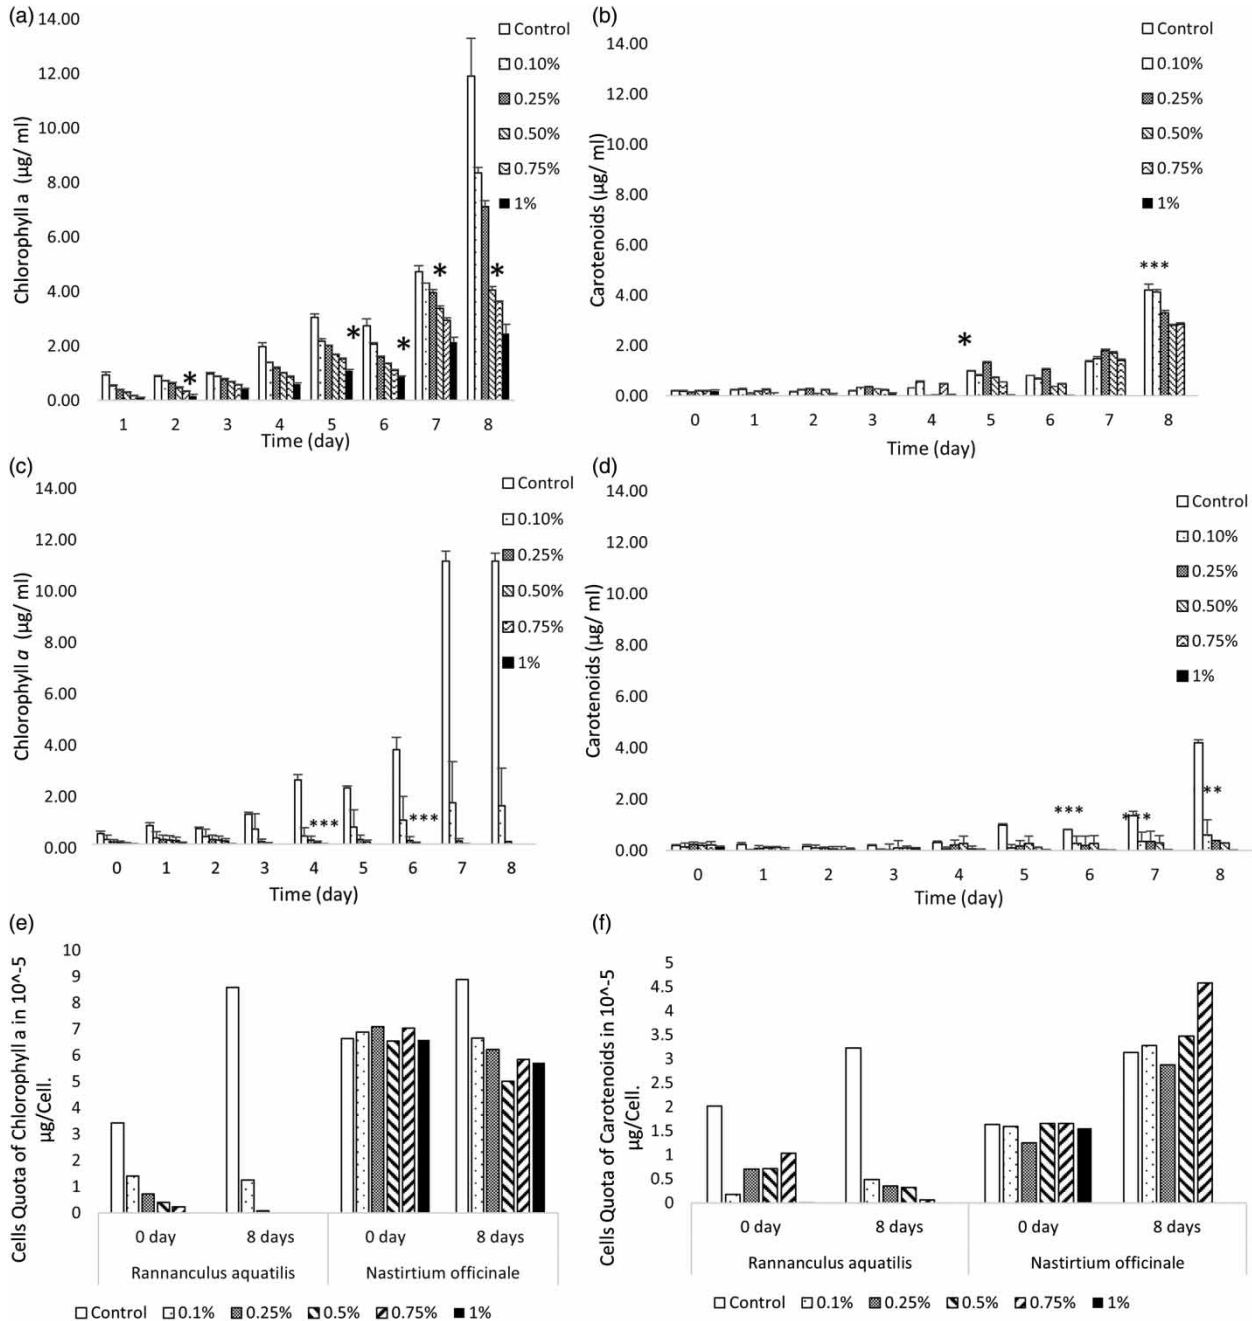 (a)
14.00
12.00
10.00
8.00
6.00
4.00
2.00
0.00
Chlorophyll a (µg/ ml)
Control
0.10%
0.25%
0.50%
0.75%
1%
*
*
*
*
*
1 2 3 4 5 6 7 8
Time (day)
(b)
14.00
12.00
10.00
8.00
6.00
4.00
2.00
0.00
Carotenoids (µg/ ml)
Control
0.10%
0.25%
0.50%
0.75%
1%
*
***
0 1 2 3 4 5 6 7 8
Time (day)
(c)
14.00
12.00
10.00
8.00
6.00
4.00
2.00
0.00
Chlorophyll a (µg/ ml)
Control
0.10%
0.25%
0.50%
0.75%
1%
***
***
0 1 2 3 4 5 6 7 8
Time (day)
(d)
14.00
12.00
10.00
8.00
6.00
4.00
2.00
0.00
Carotenoids (µg/ ml)
Control
0.10%
0.25%
0.50%
0.75%
1%
***
* *
**
0 1 2 3 4 5 6 7 8
Time (day)
(e)
10
9
8
7
6
5
4
3
2
1
0
Cells Quota of Chlorophyll a in 10^-5
µg/Cell.
0 day 8 days 0 day 8 days
Rannanculus aquatilis Nastirtium officinale
Control 0.1% 0.25% 0.5% 0.75% 1%
(f)
5
4.5
4
3.5
3
2.5
2
1.5
1
0.5
0
Cells Quota of Carotenoids in 10^-5
µg/Cell.
0 day 8 days 0 day 8 days
Rannanculus aquatilis Nastirtium officinale
Control 0.1% 0.25% 0.5% 0.75% 1%